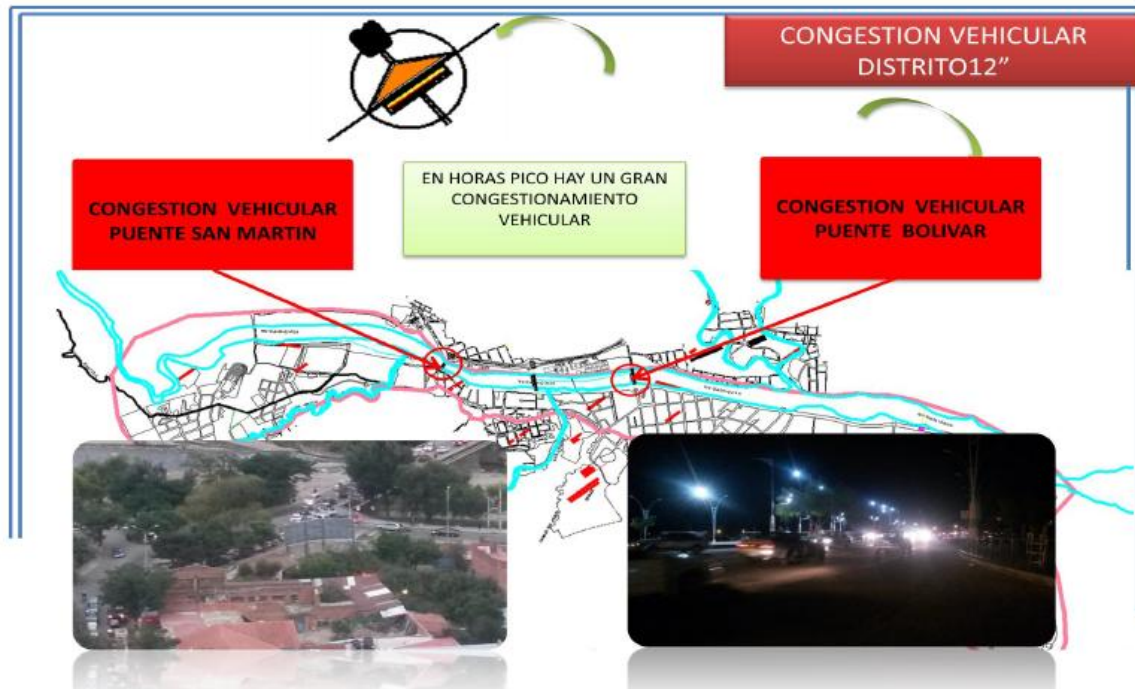 CONGESTION VEHICULAR
DISTRITO12”
CONGESTION VEHICULAR
PUENTE SAN MARTIN
EN HORAS PICO HAY UN GRAN
CONGESTIONAMIENTO
VEHICULAR
CONGESTION VEHICULAR
PUENTE BOLIVAR